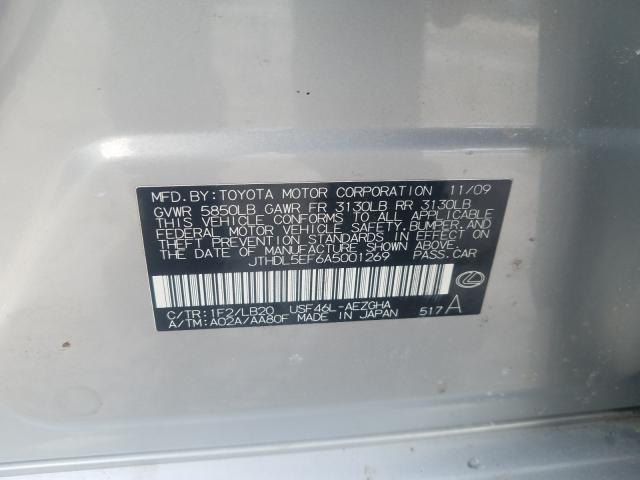 MFD.BY:TOYOTA MOTOR CORPORATION 11/09
GVWR 5850LB GAWR FR 3130LB RR 3130LB
THIS VEHICLE CONFORMS TO ALL APPLICABLE
FEDERAL MOTOR VEHICLE SAFETY,BUMPER,AND
THEFT PREVENTION STANDARDS IN EFFECT ON
THE DATE OF MANUFACTURE SHOWN ABOVE.
JTHDL5EF6A5001269 PASS.CAR
C/TR:1F2/LB20 USF46L-AEZGHA
A/TM:A02A/AA80F MADE IN JAPAN 517A